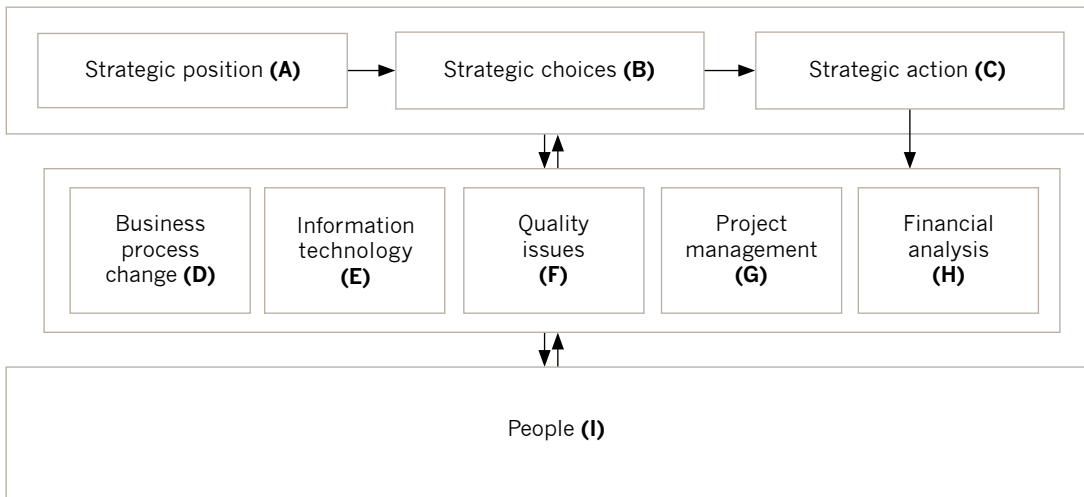 Strategic position (A)
Strategic choices (B)
Strategic action (C)
Business
process
change (D)
Information
technology
(E)
Quality
issues
(F)
Project
management
(G)
Financial
analysis
(H)
People (I)